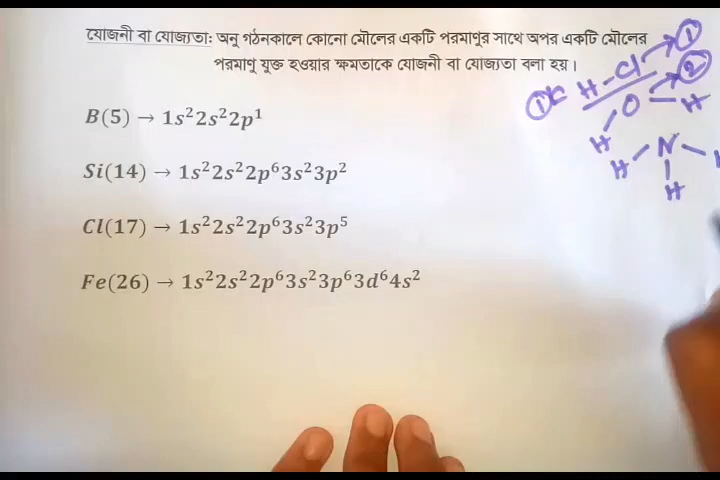 যোজনী বা যোজ্যতা: অনু গঠনকালে কোনো মৌলের একটি পরমাণুর সাথে অপর একটি মৌলের
পরমাণু যুক্ত হওয়ার ক্ষমতাকে যোজনী বা যোজ্যতা বলা হয়।
B(5) → 1s²2s²2p¹
Si(14) → 1s²2s²2p⁶3s²3p²
Cl(17) → 1s²2s²2p⁶3s²3p⁵
Fe(26) → 1s²2s²2p⁶3s²3p⁶3d⁶4s²
1
H-Cl
2
1
O
H
H
N
H
H